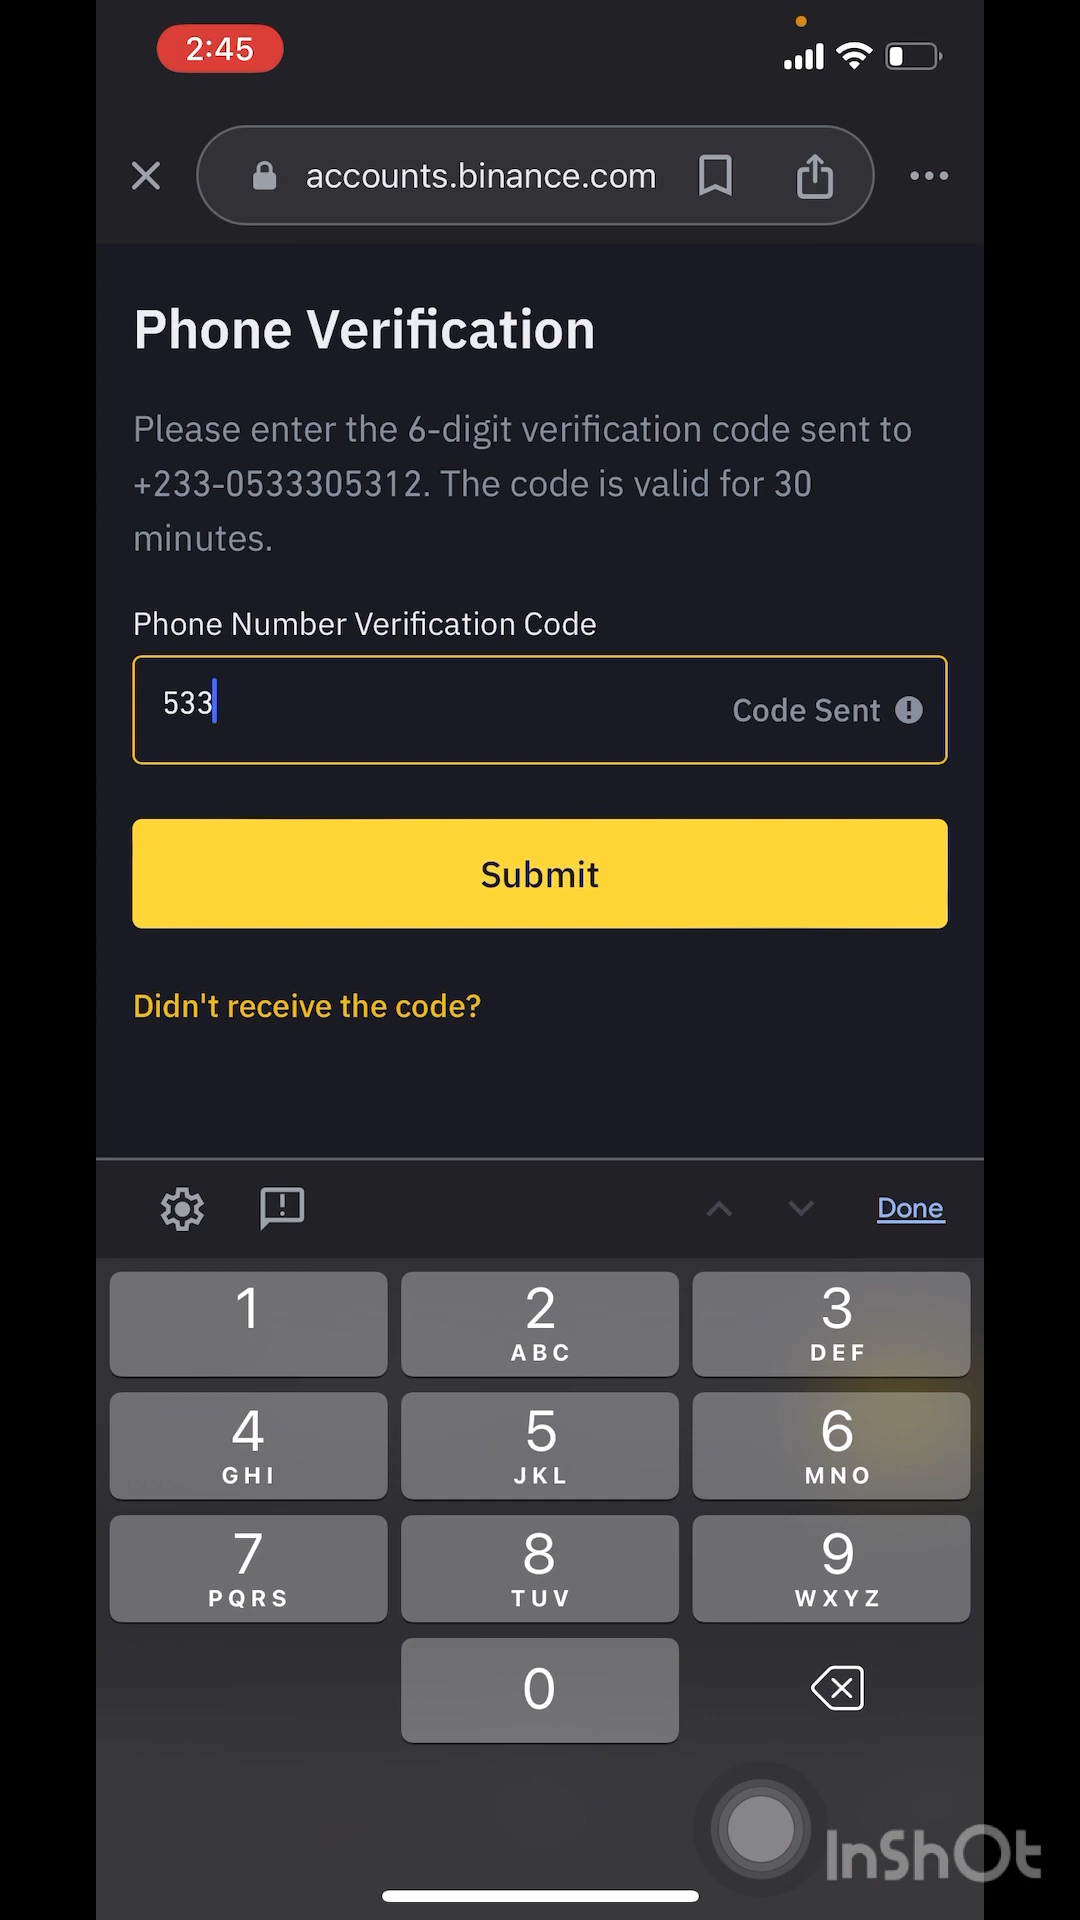 2:45
accounts.binance.com
Phone Verification
Please enter the 6-digit verification code sent to
+233-0533305312. The code is valid for 30
minutes.
Phone Number Verification Code
533
Code Sent
Submit
Didn't receive the code?
Done
1
2
ABC
3
DEF
4
GHI
5
JKL
6
MNO
7
PQRS
8
TUV
9
WXYZ
0
InShOt